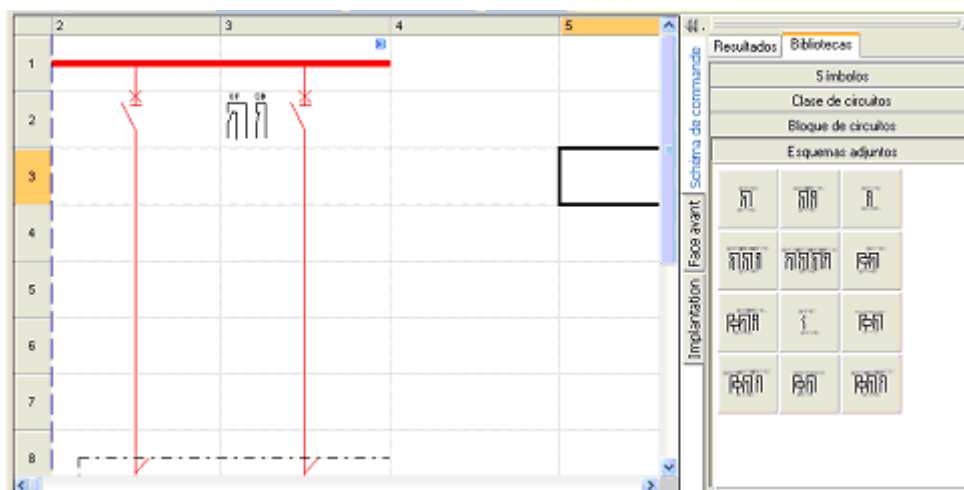 2 3 4 5
1
2
3
4
5
6
7
8
OF
Schéma de commande
Face avant
Implantation
Resultados Bibliotecas
Símbolos
Clase de circuitos
Bloque de circuitos
Esquemas adjuntos